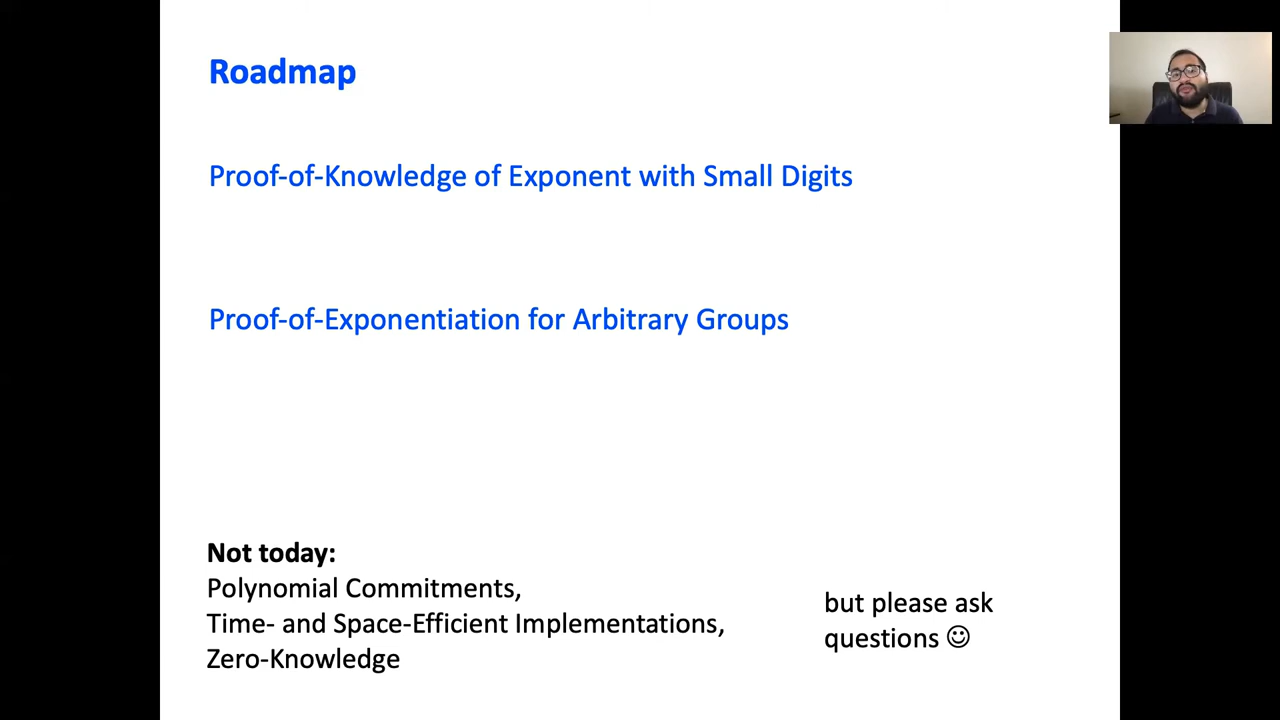 Roadmap
Proof-of-Knowledge of Exponent with Small Digits
Proof-of-Exponentiation for Arbitrary Groups
Not today:
Polynomial Commitments,
Time- and Space-Efficient Implementations,
Zero-Knowledge
but please ask
questions ☺